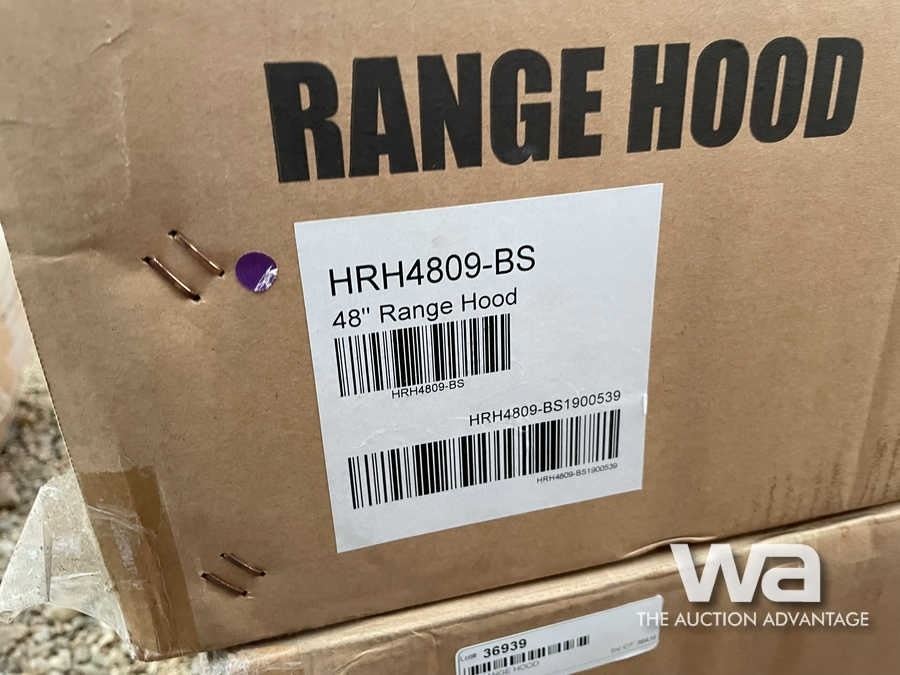 RANGE HOOD
HRH4809-BS
48" Range Hood
HRH4809-BS
HRH4809-BS1900539
HRH4809-BS1900539
wa
THE AUCTION ADVANTAGE
36939
RANGE HOOD